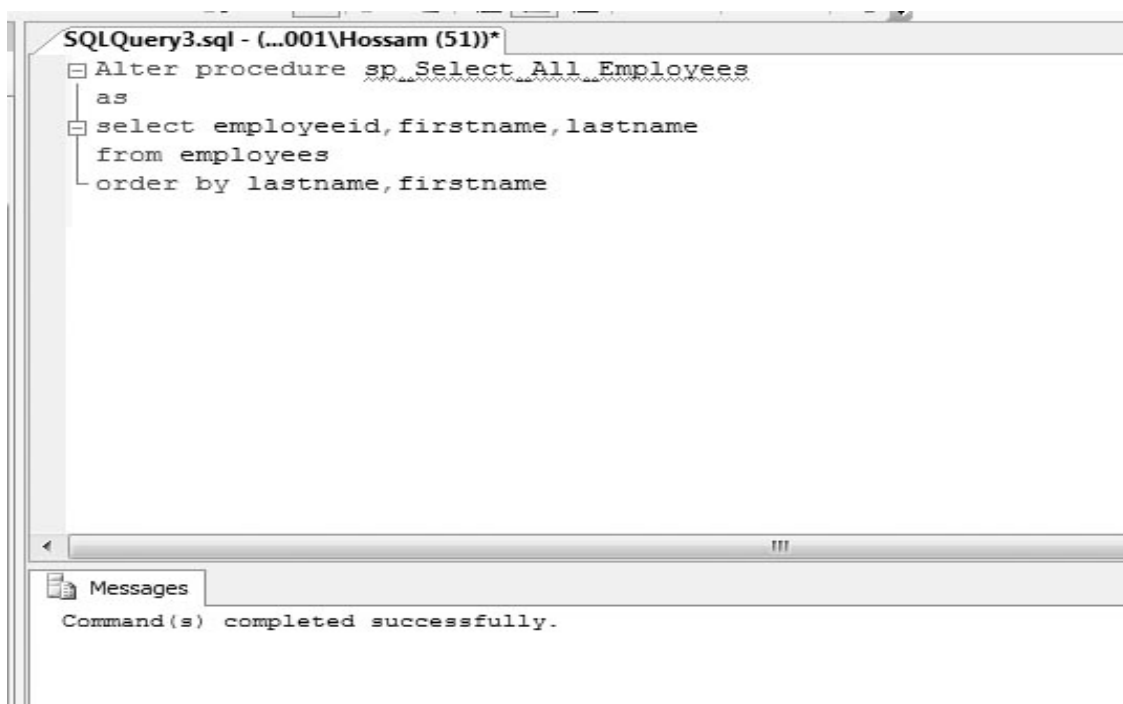 SQLQuery3.sql - (...001\Hossam (51))*
Alter procedure sp_Select_All_Employees
as
select employeeid,firstname,lastname
from employees
order by lastname,firstname
Messages
Command(s) completed successfully.